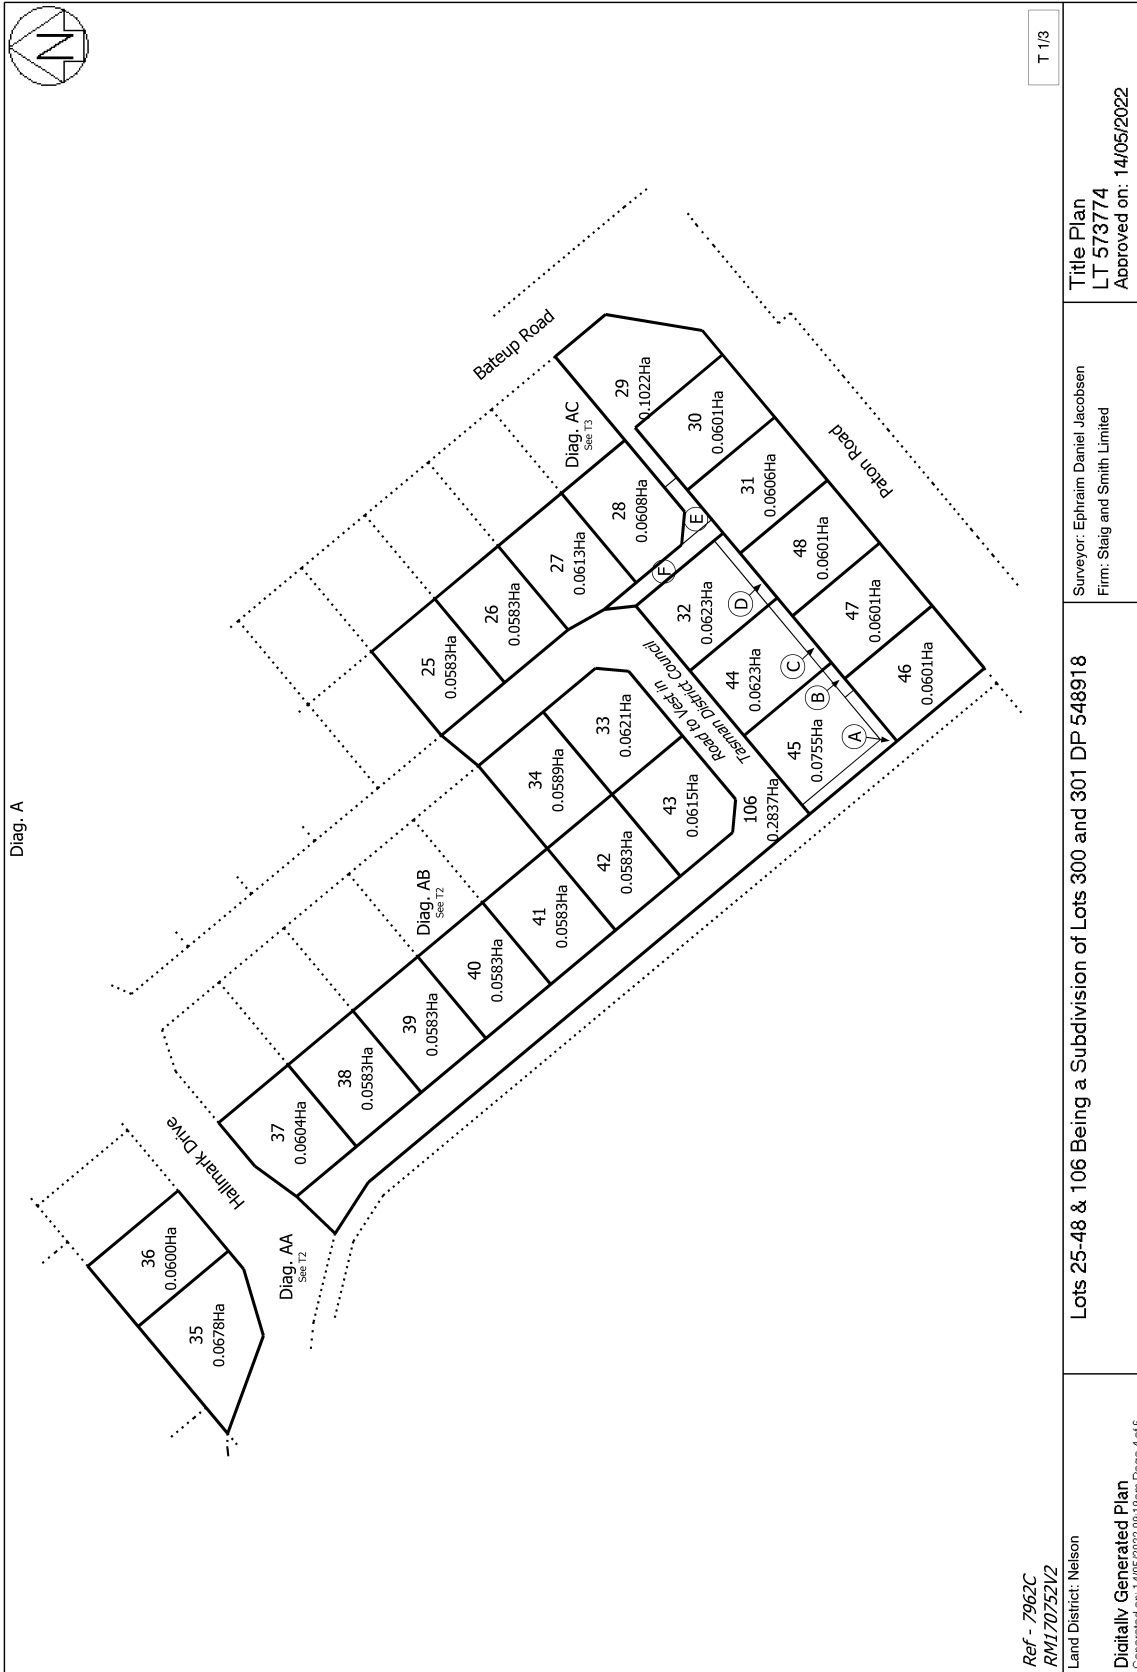 Diag. A
N
T 1/3
Bateup Road
Diag. AC
See T3
29
0.1022Ha
30
0.0601Ha
31
0.0606Ha
Paton Road
28
0.0608Ha
27
0.0613Ha
26
0.0583Ha
25
0.0583Ha
E
F
32
0.0623Ha
D
48
0.0601Ha
47
0.0601Ha
46
0.0601Ha
44
0.0623Ha
C
B
45
0.0755Ha
A
Road to Vest in
Tasman District Council
106
0.2837Ha
33
0.0621Ha
34
0.0589Ha
43
0.0615Ha
42
0.0583Ha
41
0.0583Ha
Diag. AB
See T2
40
0.0583Ha
39
0.0583Ha
38
0.0583Ha
37
0.0604Ha
Hallmark Drive
36
0.0600Ha
35
0.0678Ha
Diag. AA
See T2
Ref - 7962C
RM170752V2
Land District: Nelson
Digitally Generated Plan
Lots 25-48 & 106 Being a Subdivision of Lots 300 and 301 DP 548918
Surveyor: Ephraim Daniel Jacobsen
Firm: Staig and Smith Limited
Title Plan
LT 573774
Approved on: 14/05/2022